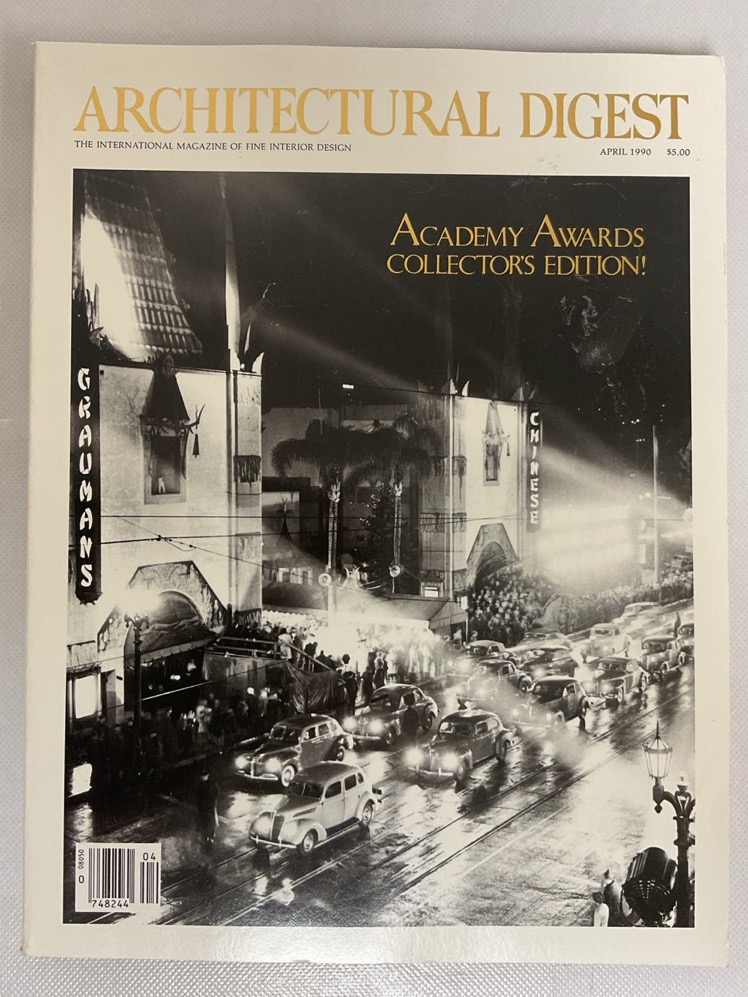 ARCHITECTURAL DIGEST
THE INTERNATIONAL MAGAZINE OF FINE INTERIOR DESIGN
APRIL 1990 $5.00
ACADEMY AWARDS
COLLECTOR'S EDITION!
GRAUMANS
CHINESE
0 08050
748244
04